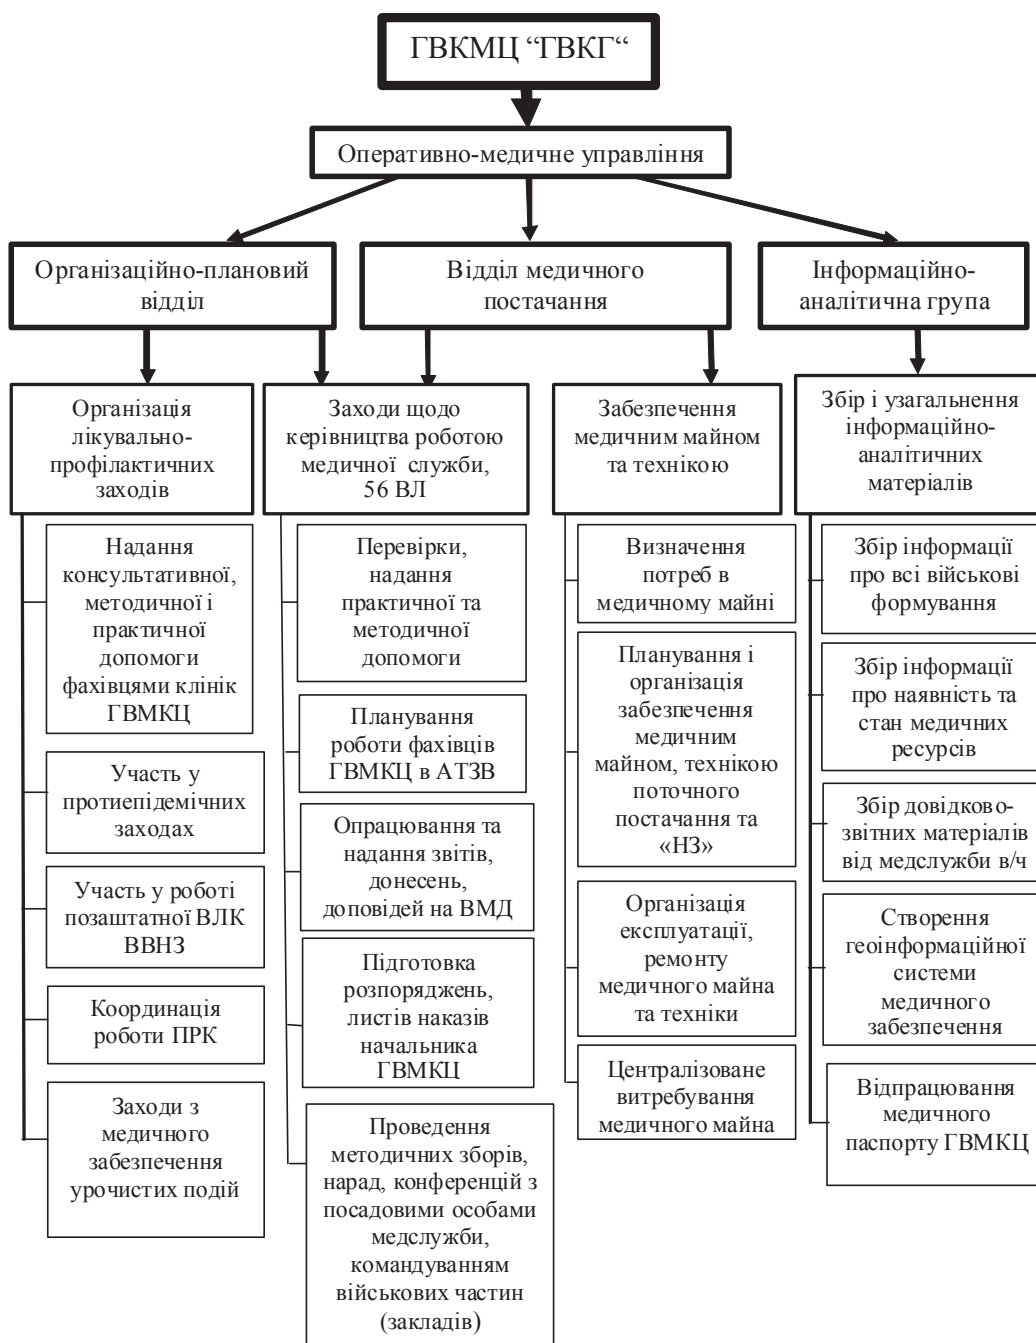 ГВКМЦ “ГВКГ“
Оперативно-медичне управління
Організаційно-плановий
відділ
Відділ медичного
постачання
Інформаційно-
аналітична група
Організація
лікувально-
профілактичних
заходів
Надання
консультативної,
методичної і
практичної
допомоги
фахівцями клінік
ГВМКЦ
Участь у
протиепідемічних
заходах
Участь у роботі
позаштатної ВЛК
ВВНЗ
Координація
роботи ПРК
Заходи з
медичного
забезпечення
урочистих подій
Заходи щодо
керівництва роботою
медичної служби,
56 ВЛ
Перевірки,
надання
практичної та
методичної
допомоги
Планування
роботи фахівців
ГВМКЦ в АТЗВ
Опрацювання та
надання звітів,
донесень,
доповідей на ВМД
Підготовка
розпоряджень,
листів наказів
начальника
ГВМКЦ
Проведення
методичних зборів,
нарад, конференцій з
посадовими особами
медслужби,
командуванням
військових частин
(закладів)
Забезпечення
медичним майном
та технікою
Визначення
потреб в
медичному майні
Планування і
організація
забезпечення
медичним
майном, технікою
поточного
постачання та
«НЗ»
Організація
експлуатації,
ремонту
медичного майна
та техніки
Централізоване
витребування
медичного майна
Збір і узагальнення
інформаційно-
аналітичних
матеріалів
Збір інформації
про всі військові
формування
Збір інформації
про наявність та
стан медичних
ресурсів
Збір довідково-
звітних матеріалів
від медслужби в/ч
Створення
геоінформаційної
системи
медичного
забезпечення
Відпрацювання
медичного
паспорту ГВМКЦ